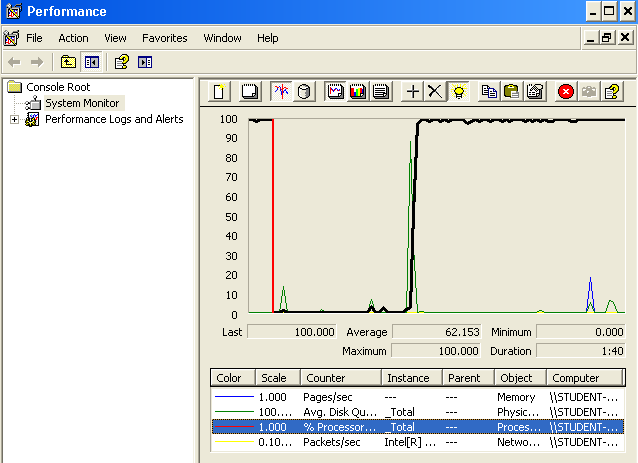 Performance
File Action View Favorites Window Help
Console Root
System Monitor
Performance Logs and Alerts
100
90
80
70
60
50
40
30
20
10
0
Last 100.000 Average 62.153 Minimum 0.000
Maximum 100.000 Duration 1:40
Color Scale Counter Instance Parent Object Computer
1.000 Pages/sec --- --- Memory \\STUDENT-...
100.... Avg. Disk Qu... _Total --- Physic... \\STUDENT-...
1.000 % Processor... _Total --- Proces... \\STUDENT-...
0.10... Packets/sec Intel[R] ... --- Netwo... \\STUDENT-...